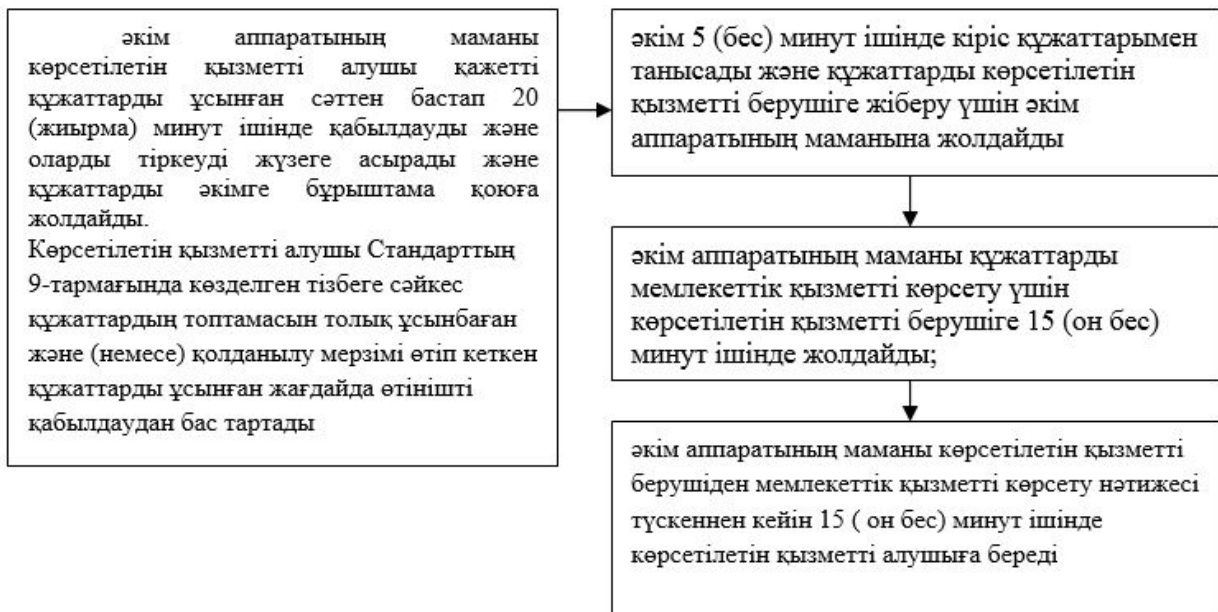 әкім аппаратының маманы
көрсетілетін қызметті алушы қажетті
құжаттарды ұсынған сәттен бастап 20
(жиырма) минут ішінде қабылдауды және
оларды тіркеуді жүзеге асырады және
құжаттарды әкімге бұрыштама қоюға
жолдайды.
Көрсетілетін қызметті алушы Стандарттың
9-тармағында көзделген тізбеге сәйкес
құжаттардың топтамасын толық ұсынбаған
және (немесе) қолданылу мерзімі өтіп кеткен
құжаттарды ұсынған жағдайда өтінішті
қабылдаудан бас тартады
әкім 5 (бес) минут ішінде кіріс құжаттарымен
танысады және құжаттарды көрсетілетін
қызметті берушіге жіберу үшін әкім
аппаратының маманына жолдайды
әкім аппаратының маманы құжаттарды
мемлекеттік қызметті көрсету үшін
көрсетілетін қызметті берушіге 15 (он бес)
минут ішінде жолдайды;
әкім аппаратының маманы көрсетілетін қызметті
берушіден мемлекеттік қызметті көрсету нәтижесі
түскеннен кейін 15 ( он бес) минут ішінде
көрсетілетін қызметті алушыға береді